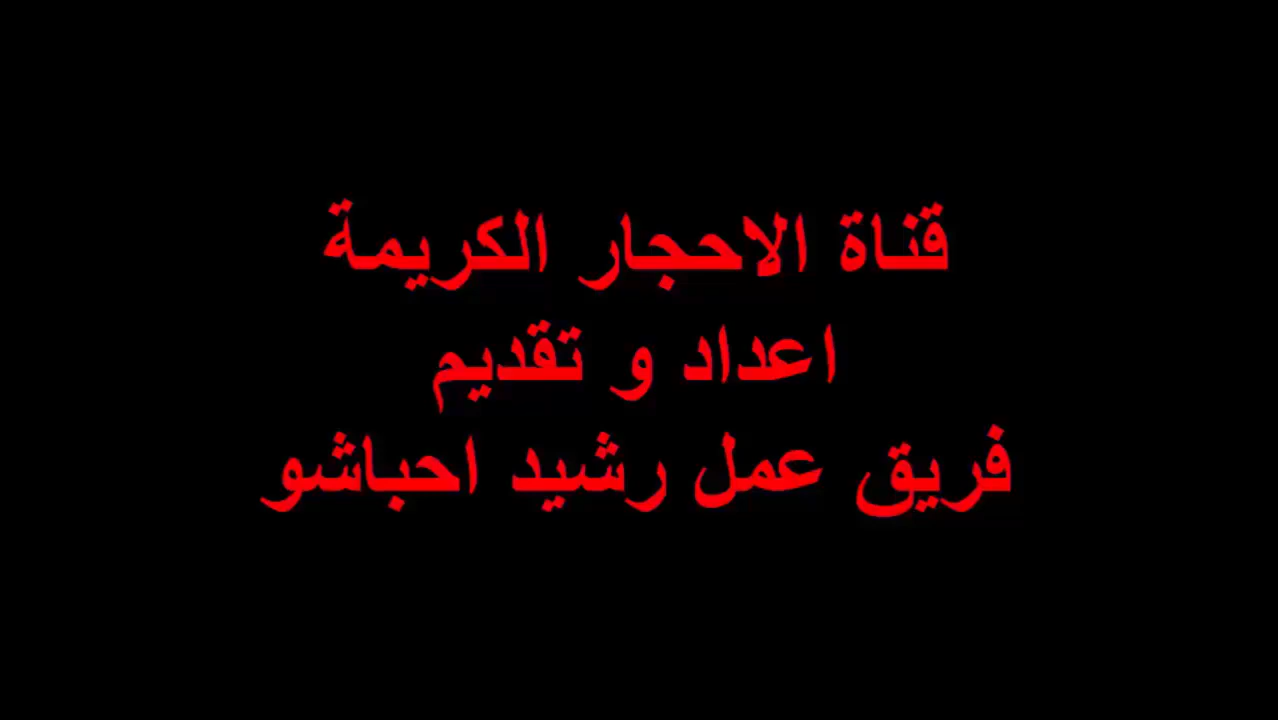 قناة الاحجار الكريمة
اعداد و تقديم
فريق عمل رشيد احباشو